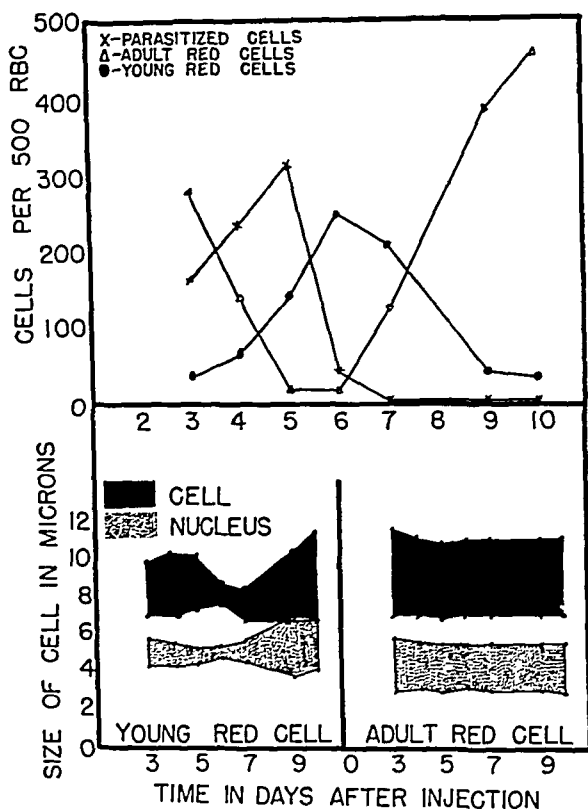 500
X-PARASITIZED CELLS
Δ-ADULT RED CELLS
●-YOUNG RED CELLS
400
300
200
100
0
CELLS PER 500 RBC
2 3 4 5 6 7 8 9 10
CELL
NUCLEUS
12
10
8
6
4
2
0
SIZE OF CELL IN MICRONS
YOUNG RED CELL
ADULT RED CELL
3 5 7 9 0 3 5 7 9
TIME IN DAYS AFTER INJECTION